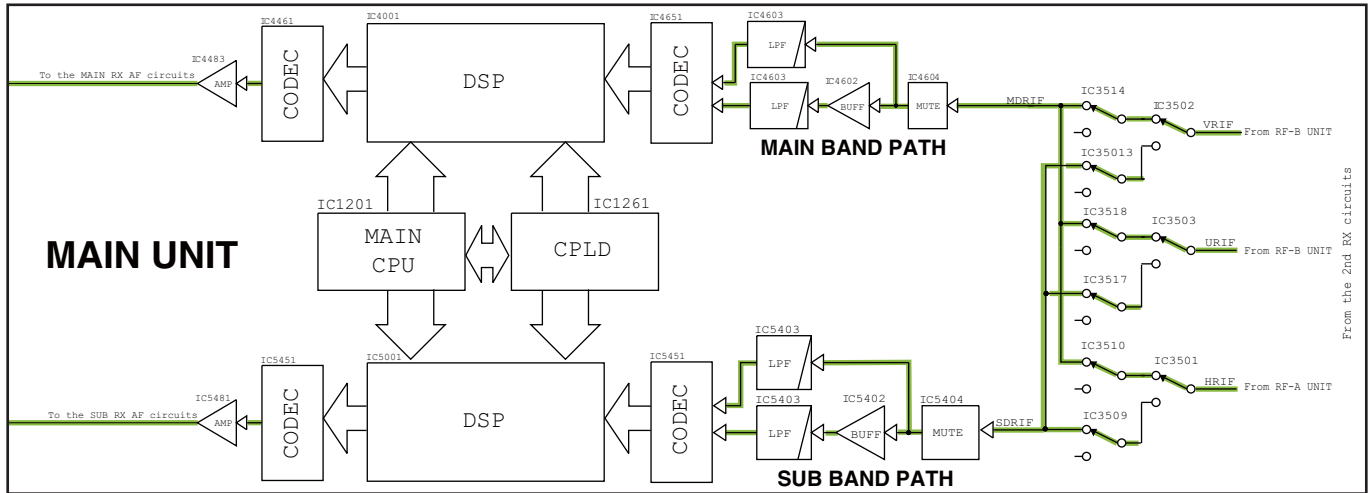 IC4461
IC4001
IC4651
IC4603
IC4483
To the MAIN RX AF circuits
AMP
CODEC
DSP
CODEC
LPF
IC4603
IC4602
IC4604
LPF
BUFF
MUTE
MDRIF
IC3514
IC3502
VRIF
From RF-B UNIT
MAIN BAND PATH
IC35013
IC1201
IC1261
MAIN
CPU
CPLD
MAIN UNIT
IC3518
IC3503
URIF
From RF-B UNIT
From the 2nd RX circuits
IC3517
IC5451
IC5001
IC5451
IC5403
IC3510
IC3501
HRIF
From RF-A UNIT
LPF
IC5481
To the SUB RX AF circuits
AMP
CODEC
DSP
CODEC
IC5403
IC5402
IC5404
LPF
BUFF
MUTE
SDRIF
IC3509
SUB BAND PATH